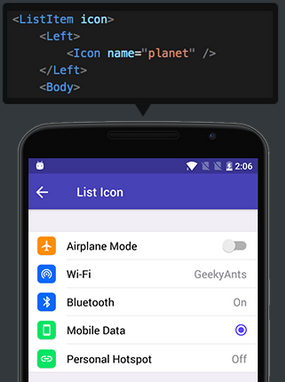 <ListItem icon>
<Left>
<Icon name="planet" />
</Left>
<Body>
2:06
List Icon
Airplane Mode
Wi-Fi GeekyAnts
Bluetooth On
Mobile Data
Personal Hotspot Off